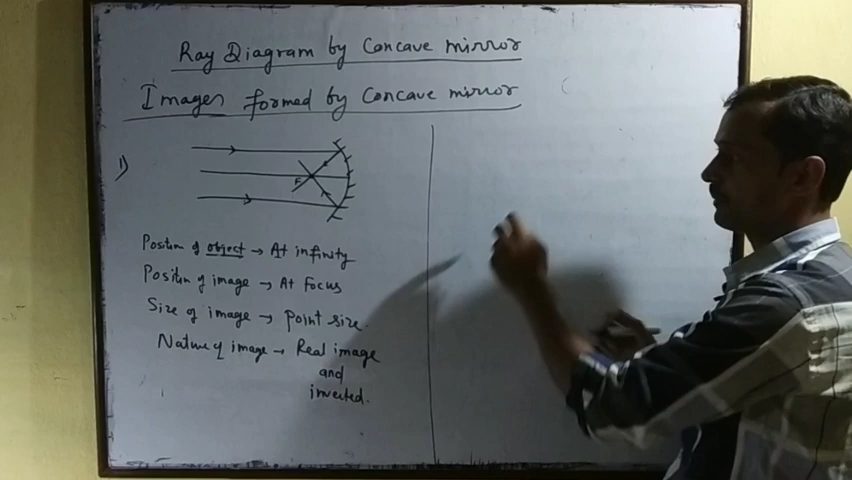 Ray Diagram by Concave mirror
Images formed by Concave mirror
1)
F
Position of object → At infinity
Position of image → At Focus
Size of image → point size.
Nature of image → Real image
and
inverted.